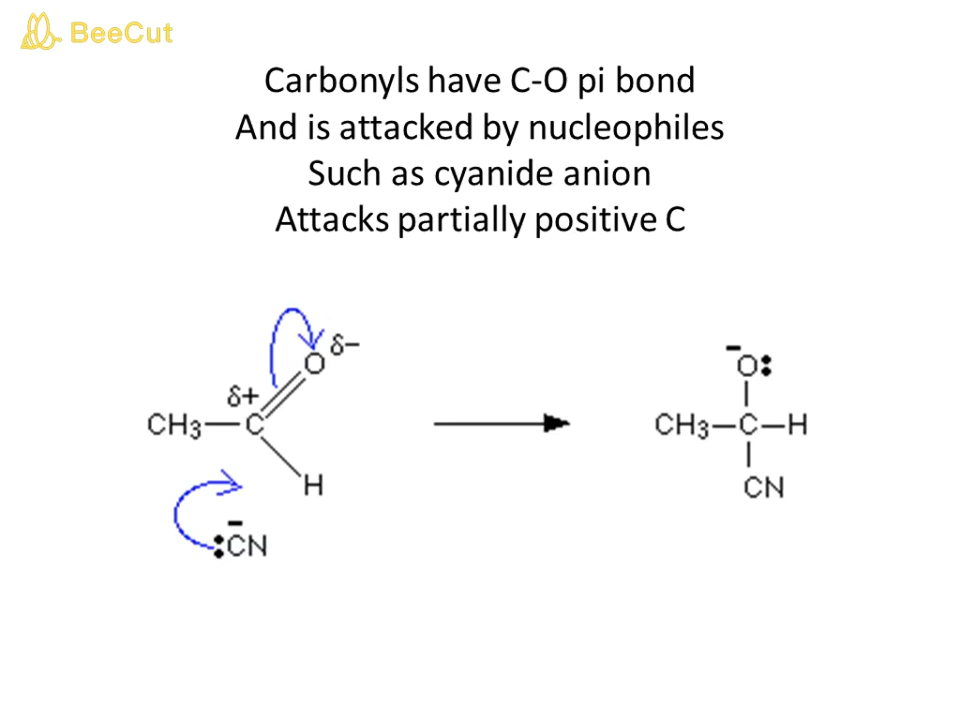 BeeCut
Carbonyls have C-O pi bond
And is attacked by nucleophiles
Such as cyanide anion
Attacks partially positive C
δ−
O
δ+
CH3—C
H
−
:CN
−
O:
CH3—C—H
CN